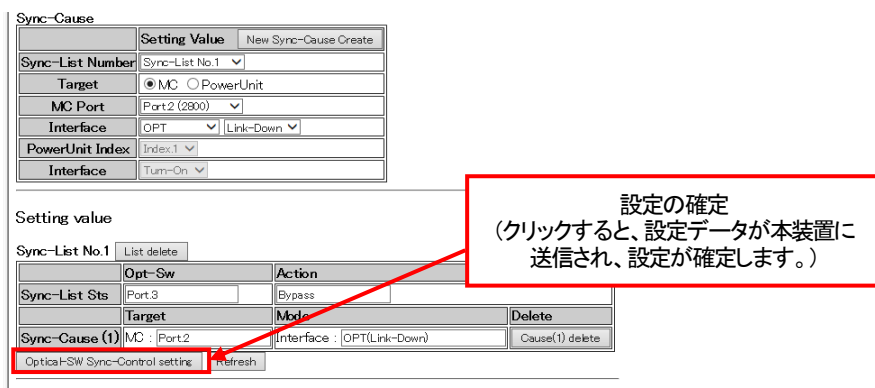 Sync-Cause
Setting Value New Sync-Cause Create
Sync-List Number Sync-List No.1
Target MC PowerUnit
MC Port Port.2 (2800)
Interface OPT Link-Down
PowerUnit Index Index.1
Interface Turn-On
設定の確定
(クリックすると、設定データが本装置に
送信され、設定が確定します。)
Setting value
Sync-List No.1 List delete
Opt-Sw Action
Sync-List Sts Port.3 Bypass
Target Mode Delete
Sync-Cause (1) MC : Port.2 Interface : OPT(Link-Down) Cause(1) delete
Optical-SW Sync-Control setting Refresh